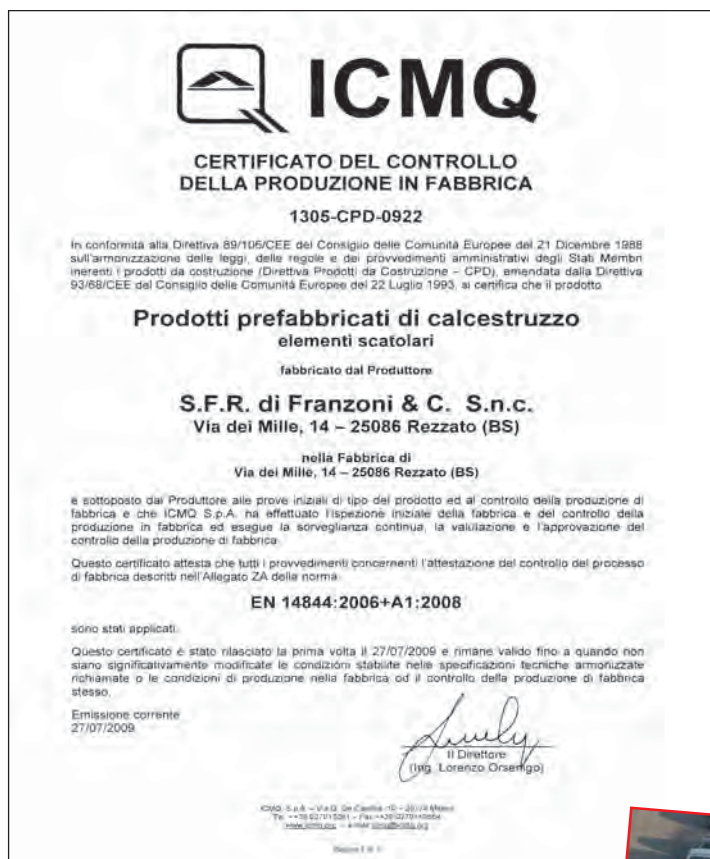 ICMQ
CERTIFICATO DEL CONTROLLO
DELLA PRODUZIONE IN FABBRICA
1305-CPD-0922
In conformità alla Direttiva 89/106/CEE del Consiglio delle Comunità Europee del 21 Dicembre 1988
sull'armonizzazione delle leggi, delle regole e dei provvedimenti amministrativi degli Stati Membri
inerenti i prodotti da costruzione (Direttiva Prodotti da Costruzione – CPD), emendata dalla Direttiva
93/68/CEE del Consiglio delle Comunità Europee del 22 Luglio 1993, si certifica che il prodotto
Prodotti prefabbricati di calcestruzzo
elementi scatolari
fabbricato dal Produttore
S.F.R. di Franzoni & C. S.n.c.
Via dei Mille, 14 – 25086 Rezzato (BS)
nella Fabbrica di
Via dei Mille, 14 – 25086 Rezzato (BS)
è sottoposto dal Produttore alle prove iniziali di tipo del prodotto ed al controllo della produzione di
fabbrica e che ICMQ S.p.A. ha effettuato l'ispezione iniziale della fabbrica e del controllo della
produzione in fabbrica ed esegue la sorveglianza continua, la valutazione e l'approvazione del
controllo della produzione di fabbrica.
Questo certificato attesta che tutti i provvedimenti concernenti l'attestazione del controllo del processo
di fabbrica descritti nell'Allegato ZA della norma
EN 14844:2006+A1:2008
sono stati applicati.
Questo certificato è stato rilasciato la prima volta il 27/07/2009 e rimane valido fino a quando non
siano significativamente modificate le condizioni stabilite nelle specificazioni tecniche armonizzate
richiamate o le condizioni di produzione nella fabbrica od il controllo della produzione di fabbrica
stesso.
Emissione corrente
27/07/2009
Il Direttore
(Ing. Lorenzo Orsenigo)
ICMQ S.p.A. – Via G. De Castillia, 10 – 20124 Milano
www.icmq.org – e-mail